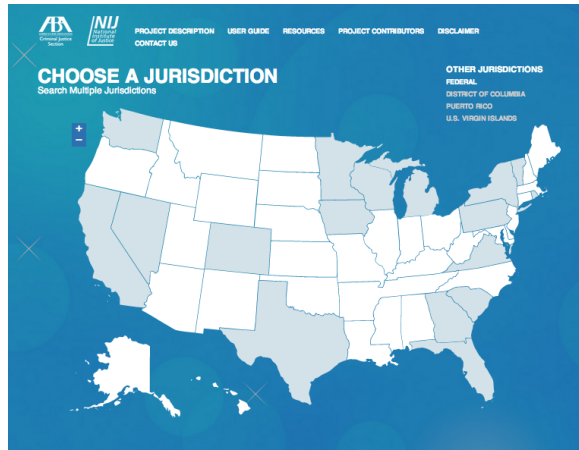 ABA
Criminal Justice
Section
NIJ
National
Institute
of Justice
PROJECT DESCRIPTION USER GUIDE RESOURCES PROJECT CONTRIBUTORS DISCLAIMER
CONTACT US
CHOOSE A JURISDICTION
Search Multiple Jurisdictions
OTHER JURISDICTIONS
FEDERAL
DISTRICT OF COLUMBIA
PUERTO RICO
U.S. VIRGIN ISLANDS
+
−